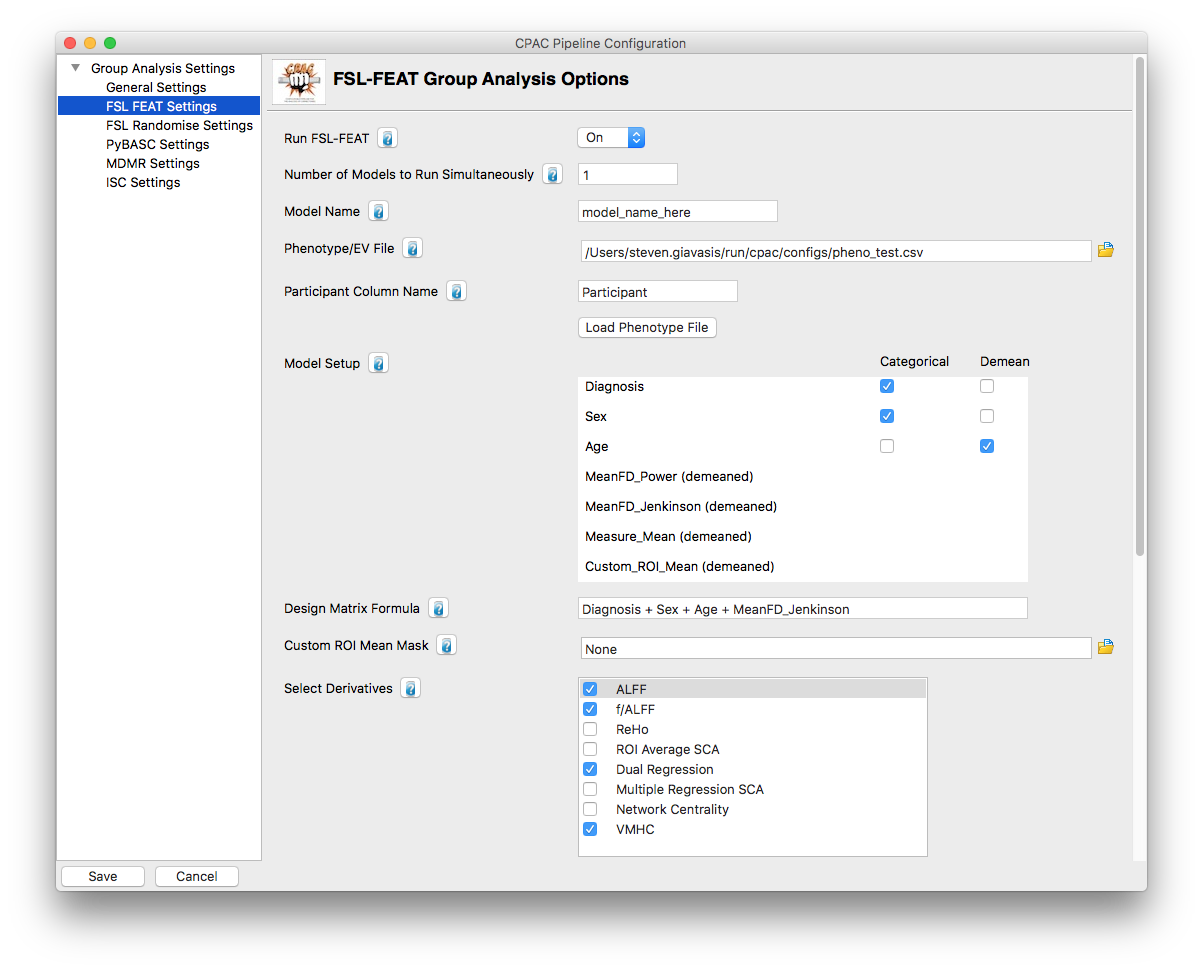 CPAC Pipeline Configuration
Group Analysis Settings
General Settings
FSL FEAT Settings
FSL Randomise Settings
PyBASC Settings
MDMR Settings
ISC Settings
CPAC
FSL-FEAT Group Analysis Options
Run FSL-FEAT ? On
Number of Models to Run Simultaneously ? 1
Model Name ? model_name_here
Phenotype/EV File ? /Users/steven.giavasis/run/cpac/configs/pheno_test.csv
Participant Column Name ? Participant
Load Phenotype File
Model Setup ? Categorical Demean
Diagnosis
Sex
Age
MeanFD_Power (demeaned)
MeanFD_Jenkinson (demeaned)
Measure_Mean (demeaned)
Custom_ROI_Mean (demeaned)
Design Matrix Formula ? Diagnosis + Sex + Age + MeanFD_Jenkinson
Custom ROI Mean Mask ? None
Select Derivatives ? ALFF
f/ALFF
ReHo
ROI Average SCA
Dual Regression
Multiple Regression SCA
Network Centrality
VMHC
Save Cancel